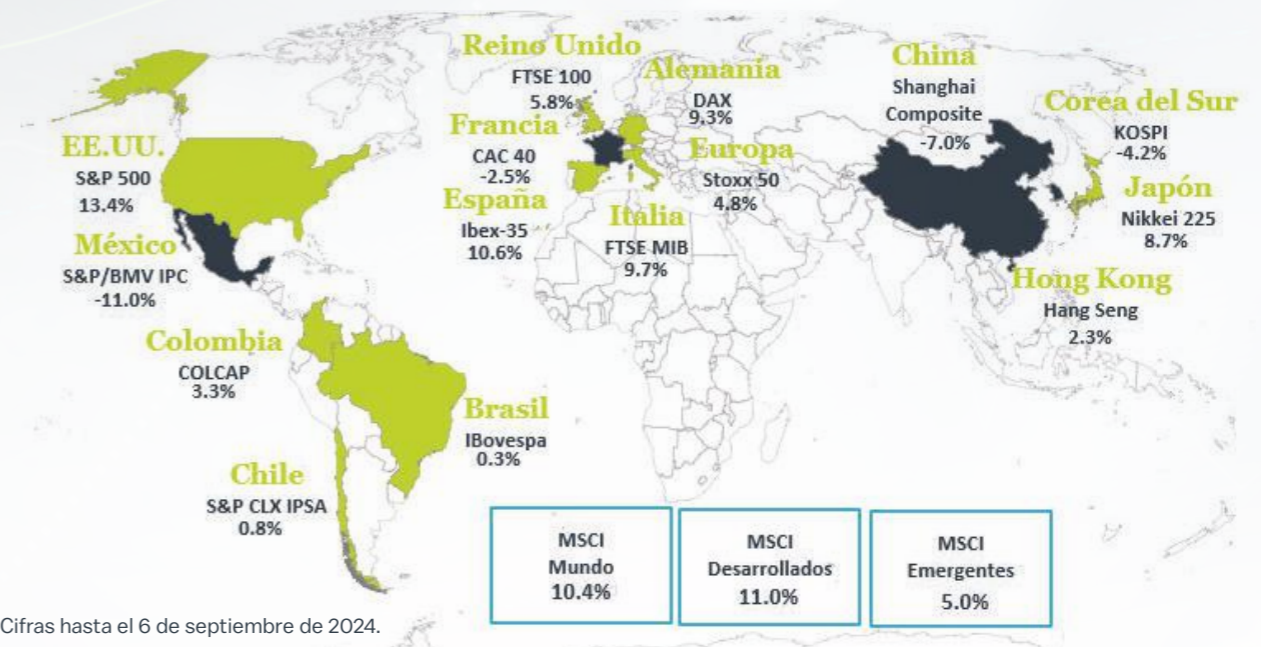 Reino Unido
FTSE 100
5.8%
Alemania
DAX
9.3%
China
Shanghai
Composite
-7.0%
Corea del Sur
KOSPI
-4.2%
EE.UU.
S&P 500
13.4%
Francia
CAC 40
-2.5%
Europa
Stoxx 50
4.8%
Japón
Nikkei 225
8.7%
España
Ibex-35
10.6%
Italia
FTSE MIB
9.7%
México
S&P/BMV IPC
-11.0%
Hong Kong
Hang Seng
2.3%
Colombia
COLCAP
3.3%
Brasil
IBovespa
0.3%
Chile
S&P CLX IPSA
0.8%
MSCI
Mundo
10.4%
MSCI
Desarrollados
11.0%
MSCI
Emergentes
5.0%
Cifras hasta el 6 de septiembre de 2024.